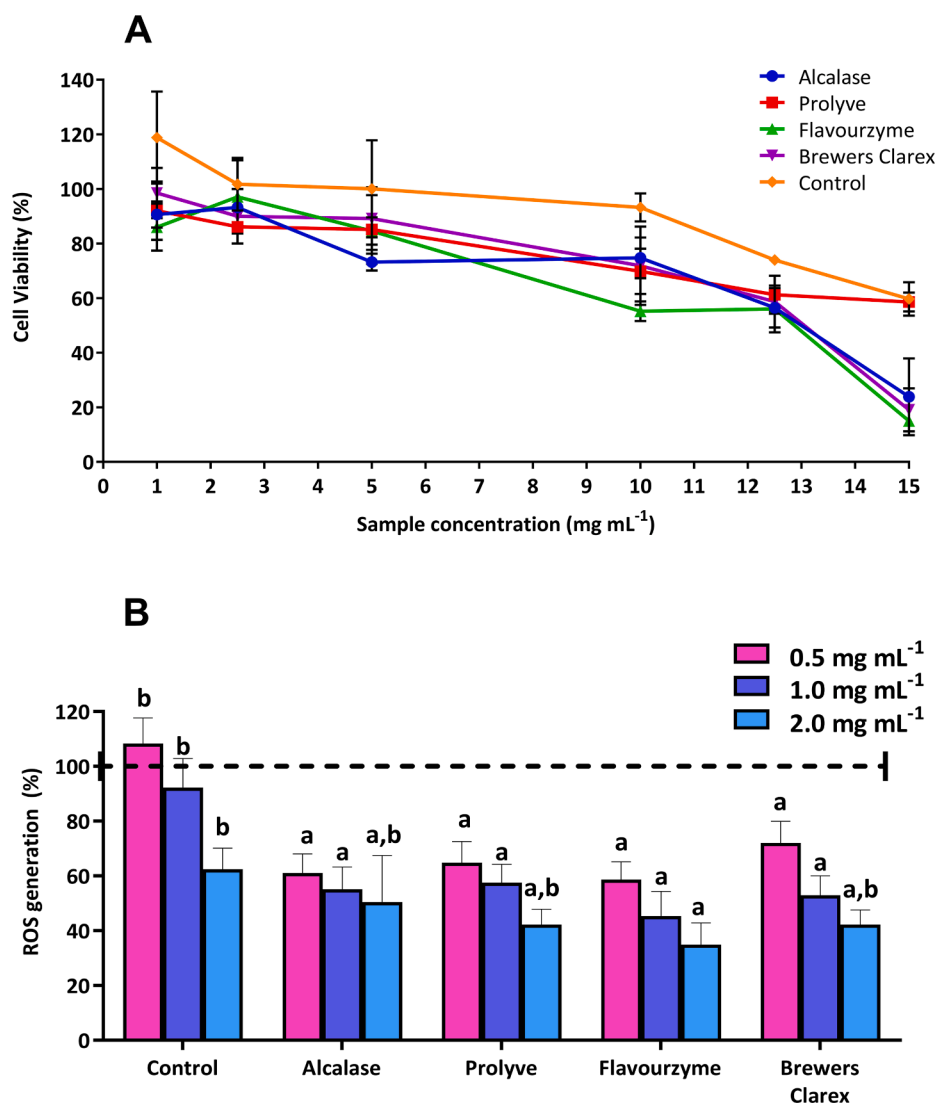 A
140
120
100
80
60
40
20
0
Cell Viability (%)
0 1 2 3 4 5 6 7 8 9 10 11 12 13 14 15
Sample concentration (mg mL⁻¹)
Alcalase
Prolyve
Flavourzyme
Brewers Clarex
Control
B
0.5 mg mL⁻¹
1.0 mg mL⁻¹
2.0 mg mL⁻¹
120
100
80
60
40
20
0
ROS generation (%)
b b b a a a,b a a a,b a a a a a a,b
Control Alcalase Prolyve Flavourzyme Brewers
Clarex